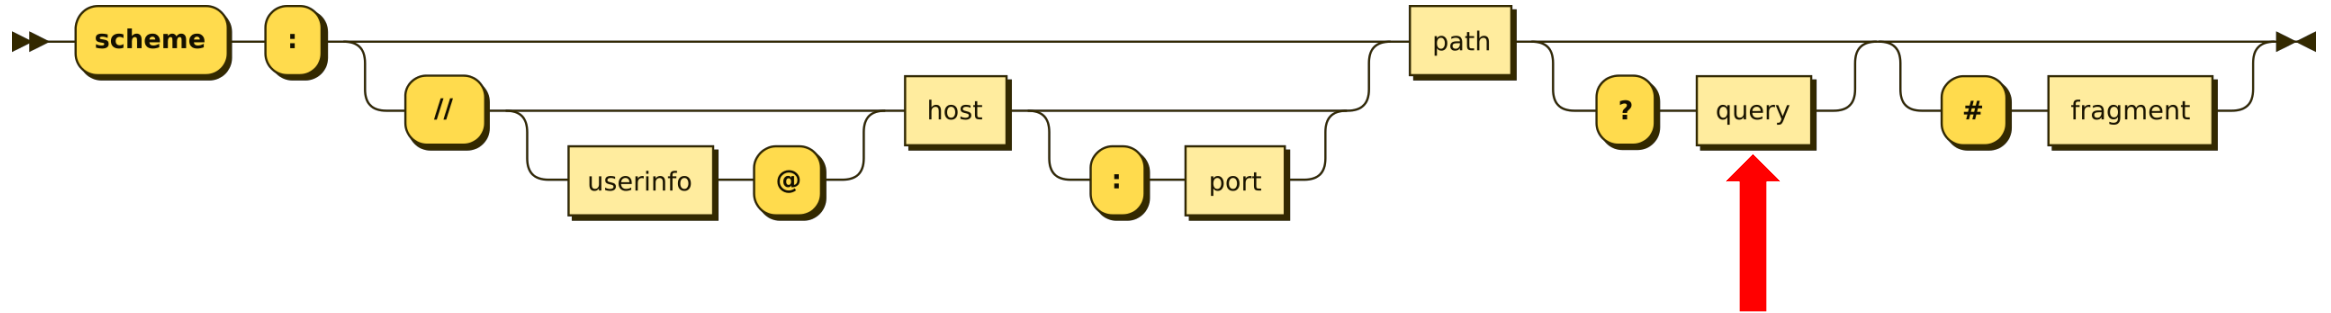 scheme : path
// host ? query # fragment
userinfo @ : port